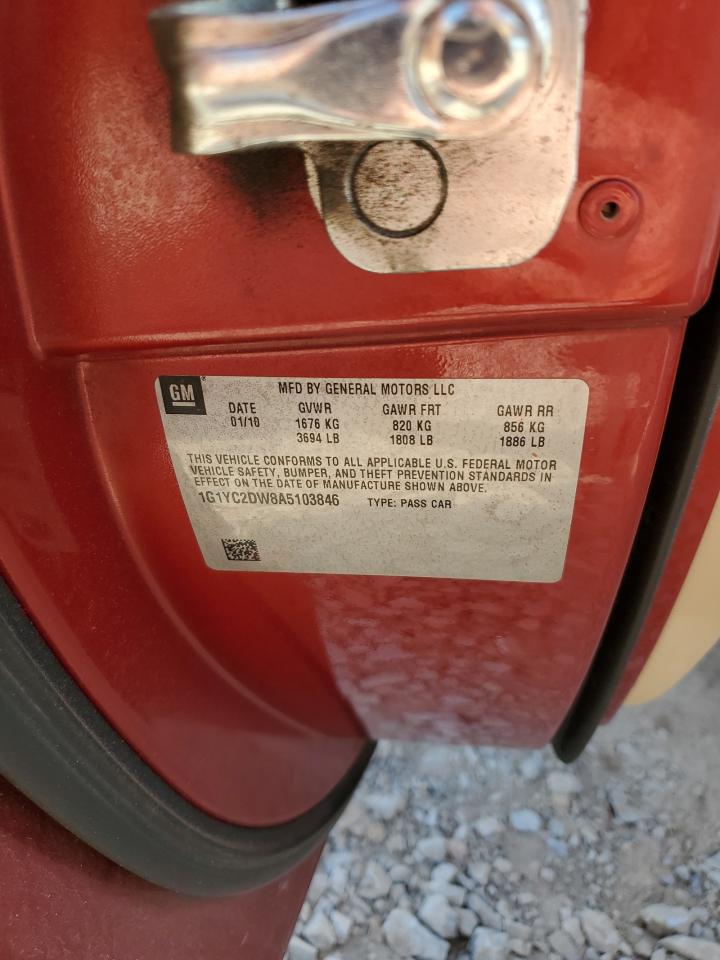 GM®
MFD BY GENERAL MOTORS LLC
DATE GVWR GAWR FRT GAWR RR
01/10 1676 KG 820 KG 856 KG
3694 LB 1808 LB 1886 LB
THIS VEHICLE CONFORMS TO ALL APPLICABLE U.S. FEDERAL MOTOR
VEHICLE SAFETY, BUMPER, AND THEFT PREVENTION STANDARDS IN
EFFECT ON THE DATE OF MANUFACTURE SHOWN ABOVE.
1G1YC2DW8A5103846 TYPE: PASS CAR